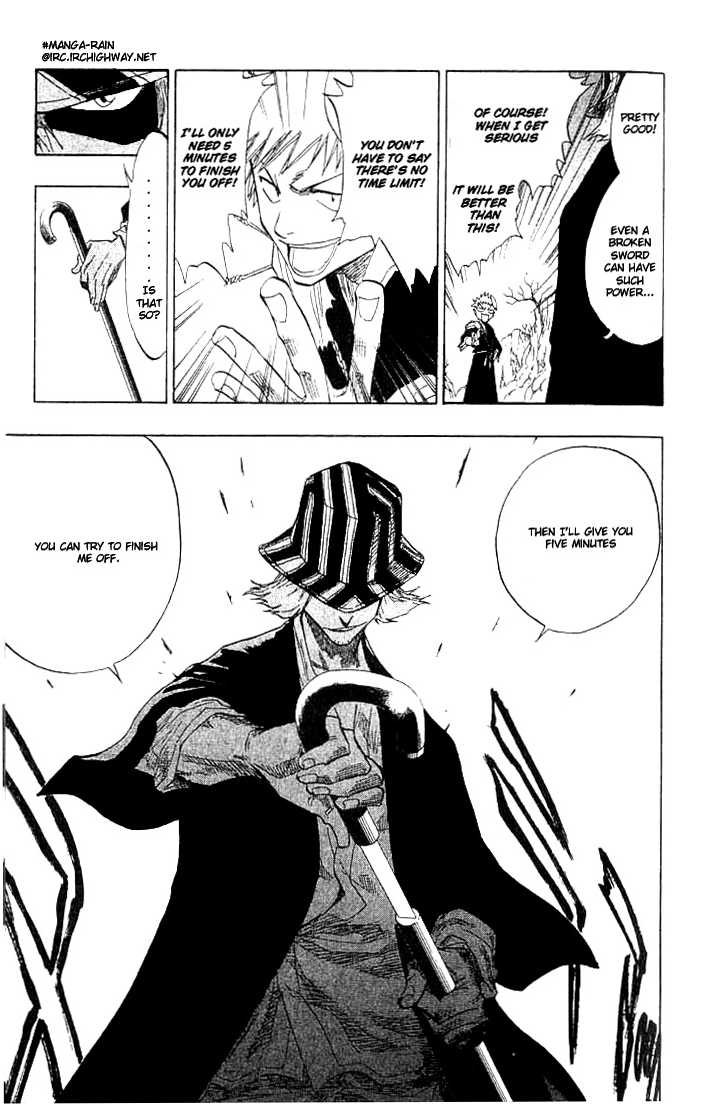 #MANGA-RAIN
@IRC.IRCHIGHWAY.NET
PRETTY
GOOD!
EVEN A
BROKEN
SWORD
CAN HAVE
SUCH
POWER...
OF COURSE!
WHEN I GET
SERIOUS
IT WILL BE
BETTER
THAN
THIS!
YOU DON'T
HAVE TO SAY
THERE'S NO
TIME LIMIT!
I'LL ONLY
NEED 5
MINUTES
TO FINISH
YOU OFF!
. . . . . . .
IS
THAT
SO?
THEN I'LL GIVE YOU
FIVE MINUTES
YOU CAN TRY TO FINISH
ME OFF.